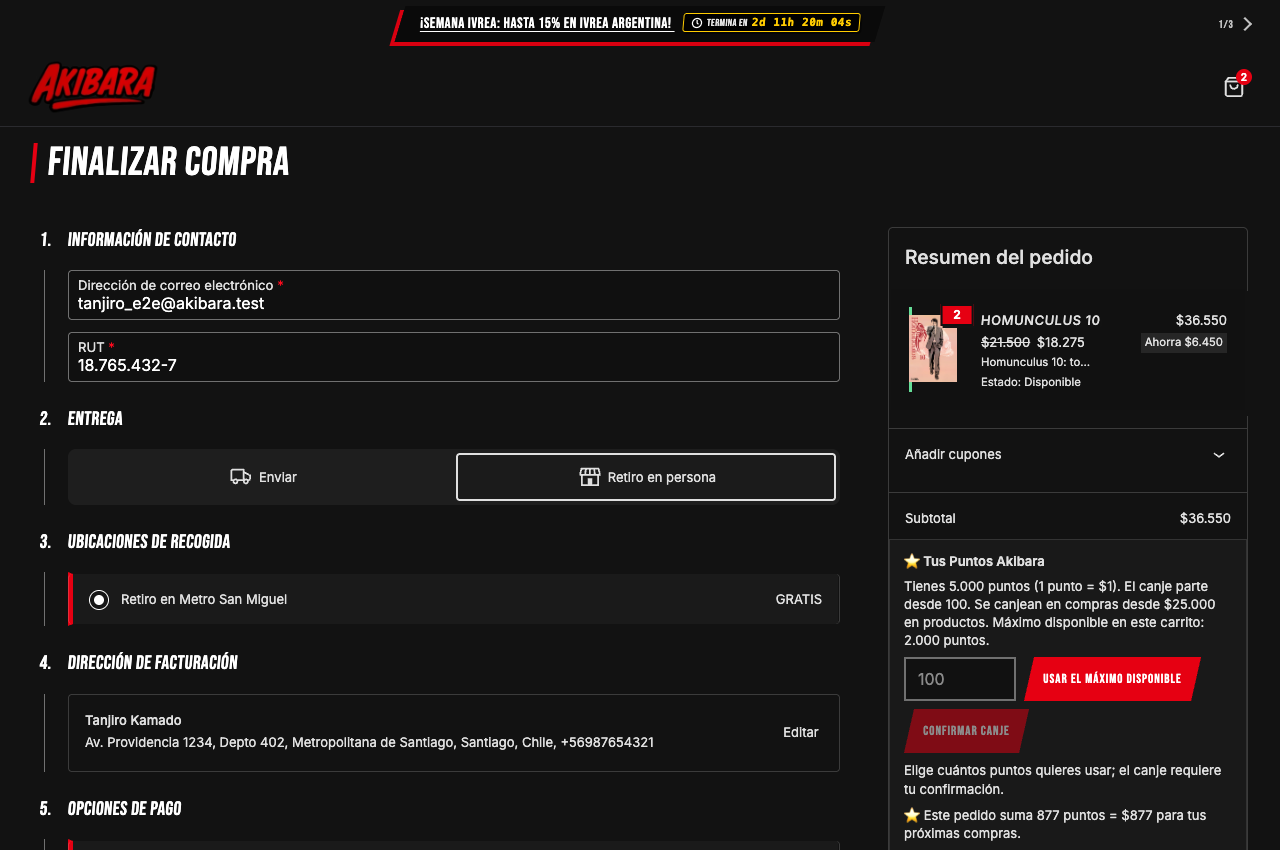 ¡SEMANA IVREA: HASTA 15% EN IVREA ARGENTINA!
TERMINA EN 2d 11h 20m 04s
1/3
AKIBARA
2
FINALIZAR COMPRA
1. INFORMACIÓN DE CONTACTO
Dirección de correo electrónico *
tanjiro_e2e@akibara.test
RUT *
18.765.432-7
2. ENTREGA
Enviar
Retiro en persona
3. UBICACIONES DE RECOGIDA
Retiro en Metro San Miguel
GRATIS
4. DIRECCIÓN DE FACTURACIÓN
Tanjiro Kamado
Av. Providencia 1234, Depto 402, Metropolitana de Santiago, Santiago, Chile, +56987654321
Editar
5. OPCIONES DE PAGO
Resumen del pedido
2
HOMUNCULUS 10
$36.550
$21.500 $18.275
Ahorra $6.450
Homunculus 10: to...
Estado: Disponible
Añadir cupones
Subtotal
$36.550
⭐ Tus Puntos Akibara
Tienes 5.000 puntos (1 punto = $1). El canje parte
desde 100. Se canjean en compras desde $25.000
en productos. Máximo disponible en este carrito:
2.000 puntos.
100
USAR EL MÁXIMO DISPONIBLE
CONFIRMAR CANJE
Elige cuántos puntos quieres usar; el canje requiere
tu confirmación.
⭐ Este pedido suma 877 puntos = $877 para tus
próximas compras.